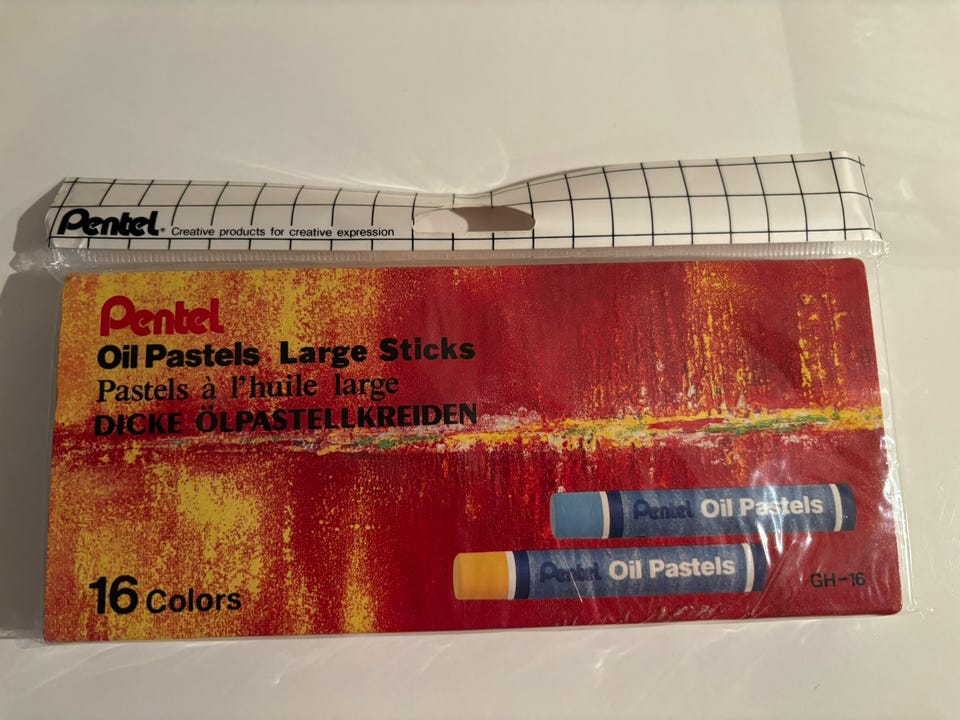 Pentel® Creative products for creative expression
Pentel
Oil Pastels · Large Sticks
Pastels à l'huile large
DICKE ÖLPASTELLKREIDEN
Pentel Oil Pastels
Pentel Oil Pastels
16 Colors
GH-16